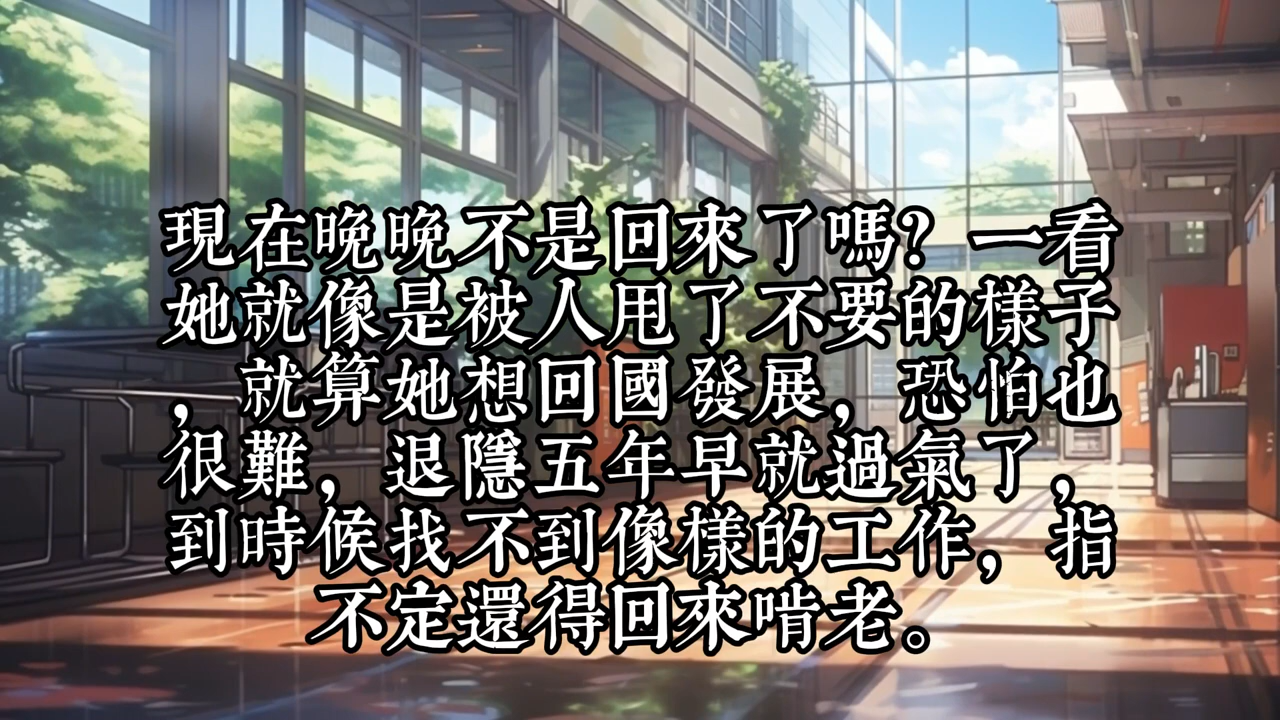 現在晚晚不是回來了嗎？一看
她就像是被人甩了不要的樣子
，就算她想回國發展，恐怕也
很難，退隱五年早就過氣了，
到時候找不到像樣的工作，指
不定還得回來啃老。